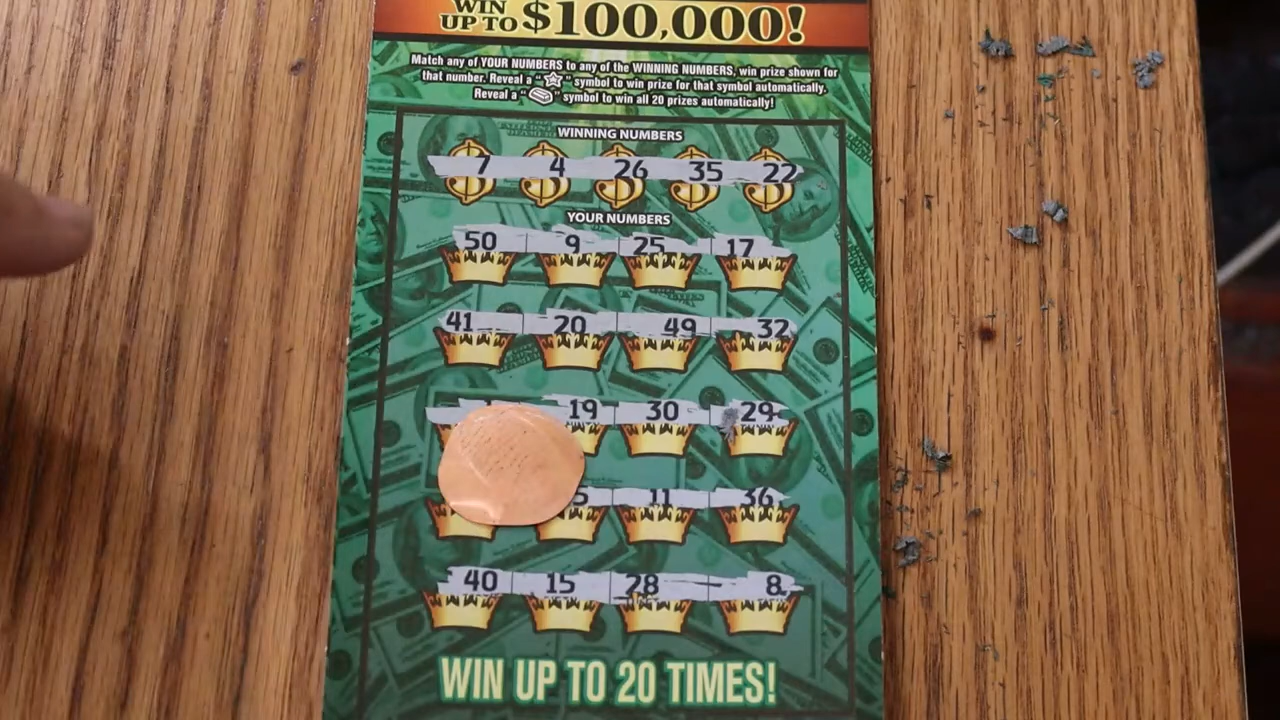 WIN UP TO $100,000!
Match any of YOUR NUMBERS to any of the WINNING NUMBERS, win prize shown for
that number. Reveal a "☆" symbol to win prize for that symbol automatically.
Reveal a " " symbol to win all 20 prizes automatically!
WINNING NUMBERS
7 4 26 35 22
YOUR NUMBERS
50 9 25 17
41 20 49 32
19 30 29
5 11 36
40 15 28 8
WIN UP TO 20 TIMES!